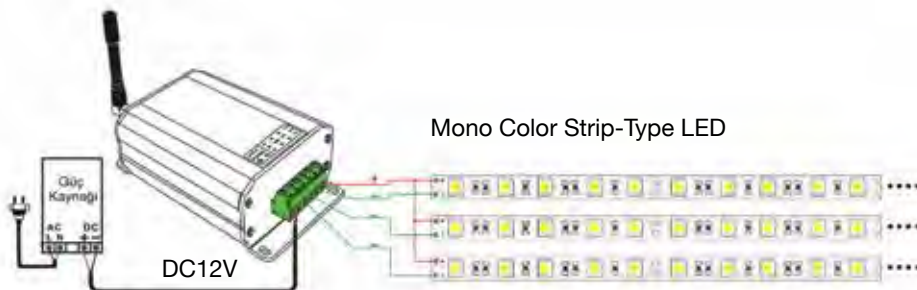 Mono Color Strip-Type LED
Güç
Kaynağı
AC
DC
L N
+ −
DC12V